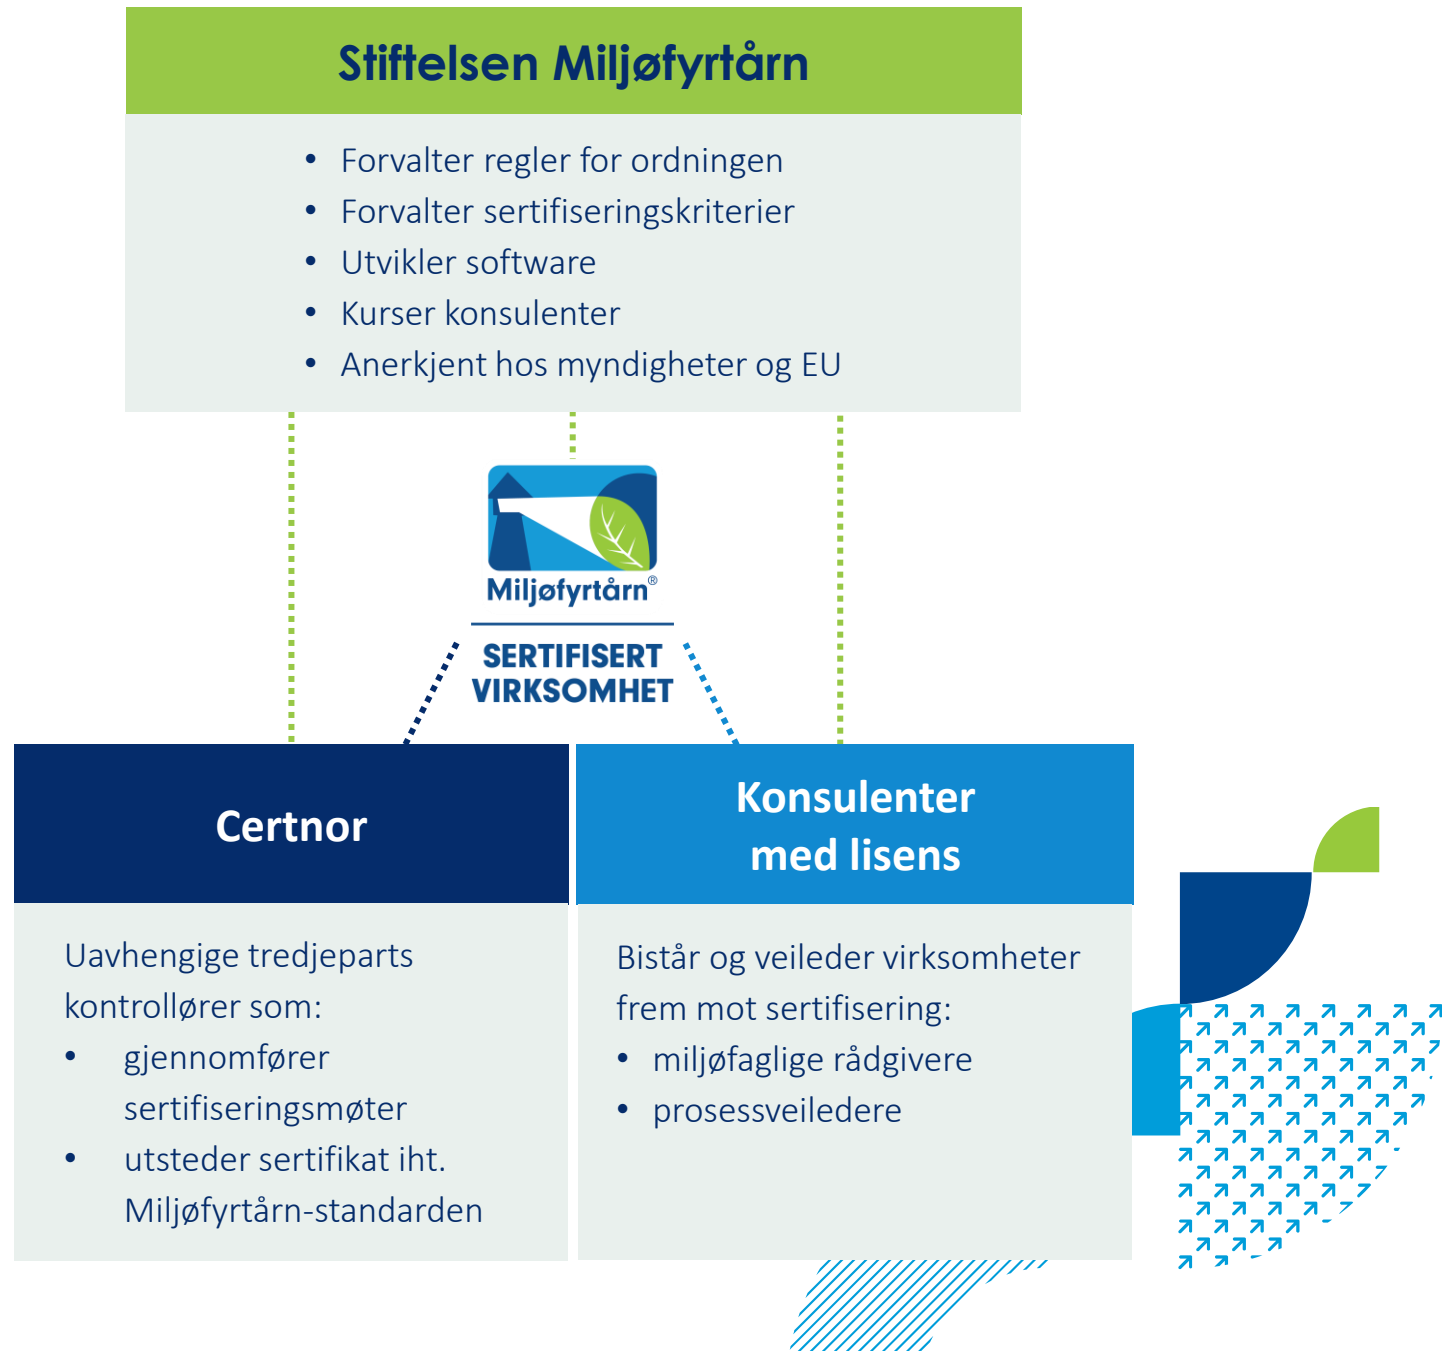 Stiftelsen Miljøfyrtårn
• Forvalter regler for ordningen
• Forvalter sertifiseringskriterier
• Utvikler software
• Kurser konsulenter
• Anerkjent hos myndigheter og EU
Miljøfyrtårn®
SERTIFISERT
VIRKSOMHET
Certnor
Uavhengige tredjeparts
kontrollører som:
• gjennomfører
sertifiseringsmøter
• utsteder sertifikat iht.
Miljøfyrtårn-standarden
Konsulenter
med lisens
Bistår og veileder virksomheter
frem mot sertifisering:
• miljøfaglige rådgivere
• prosessveiledere